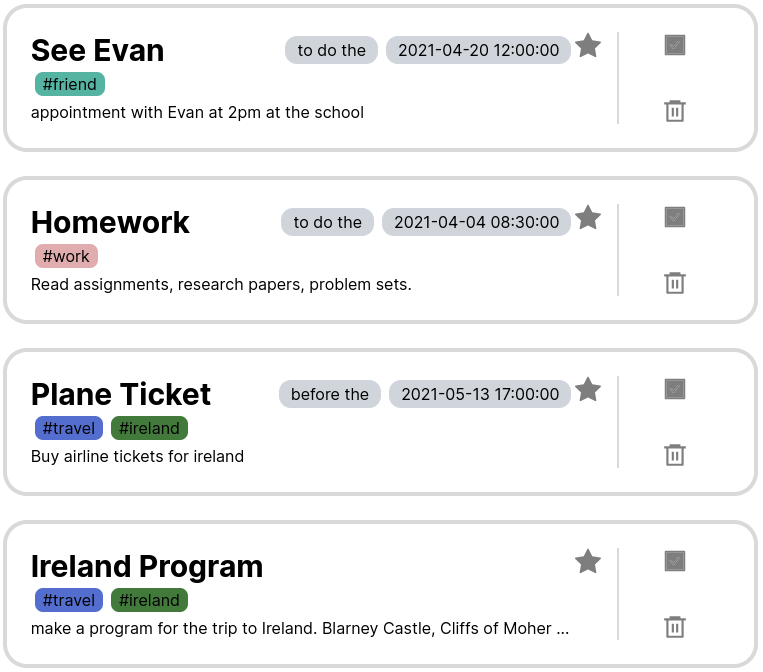 See Evan to do the 2021-04-20 12:00:00
#friend
appointment with Evan at 2pm at the school
Homework to do the 2021-04-04 08:30:00
#work
Read assignments, research papers, problem sets.
Plane Ticket before the 2021-05-13 17:00:00
#travel #ireland
Buy airline tickets for ireland
Ireland Program
#travel #ireland
make a program for the trip to Ireland. Blarney Castle, Cliffs of Moher ...